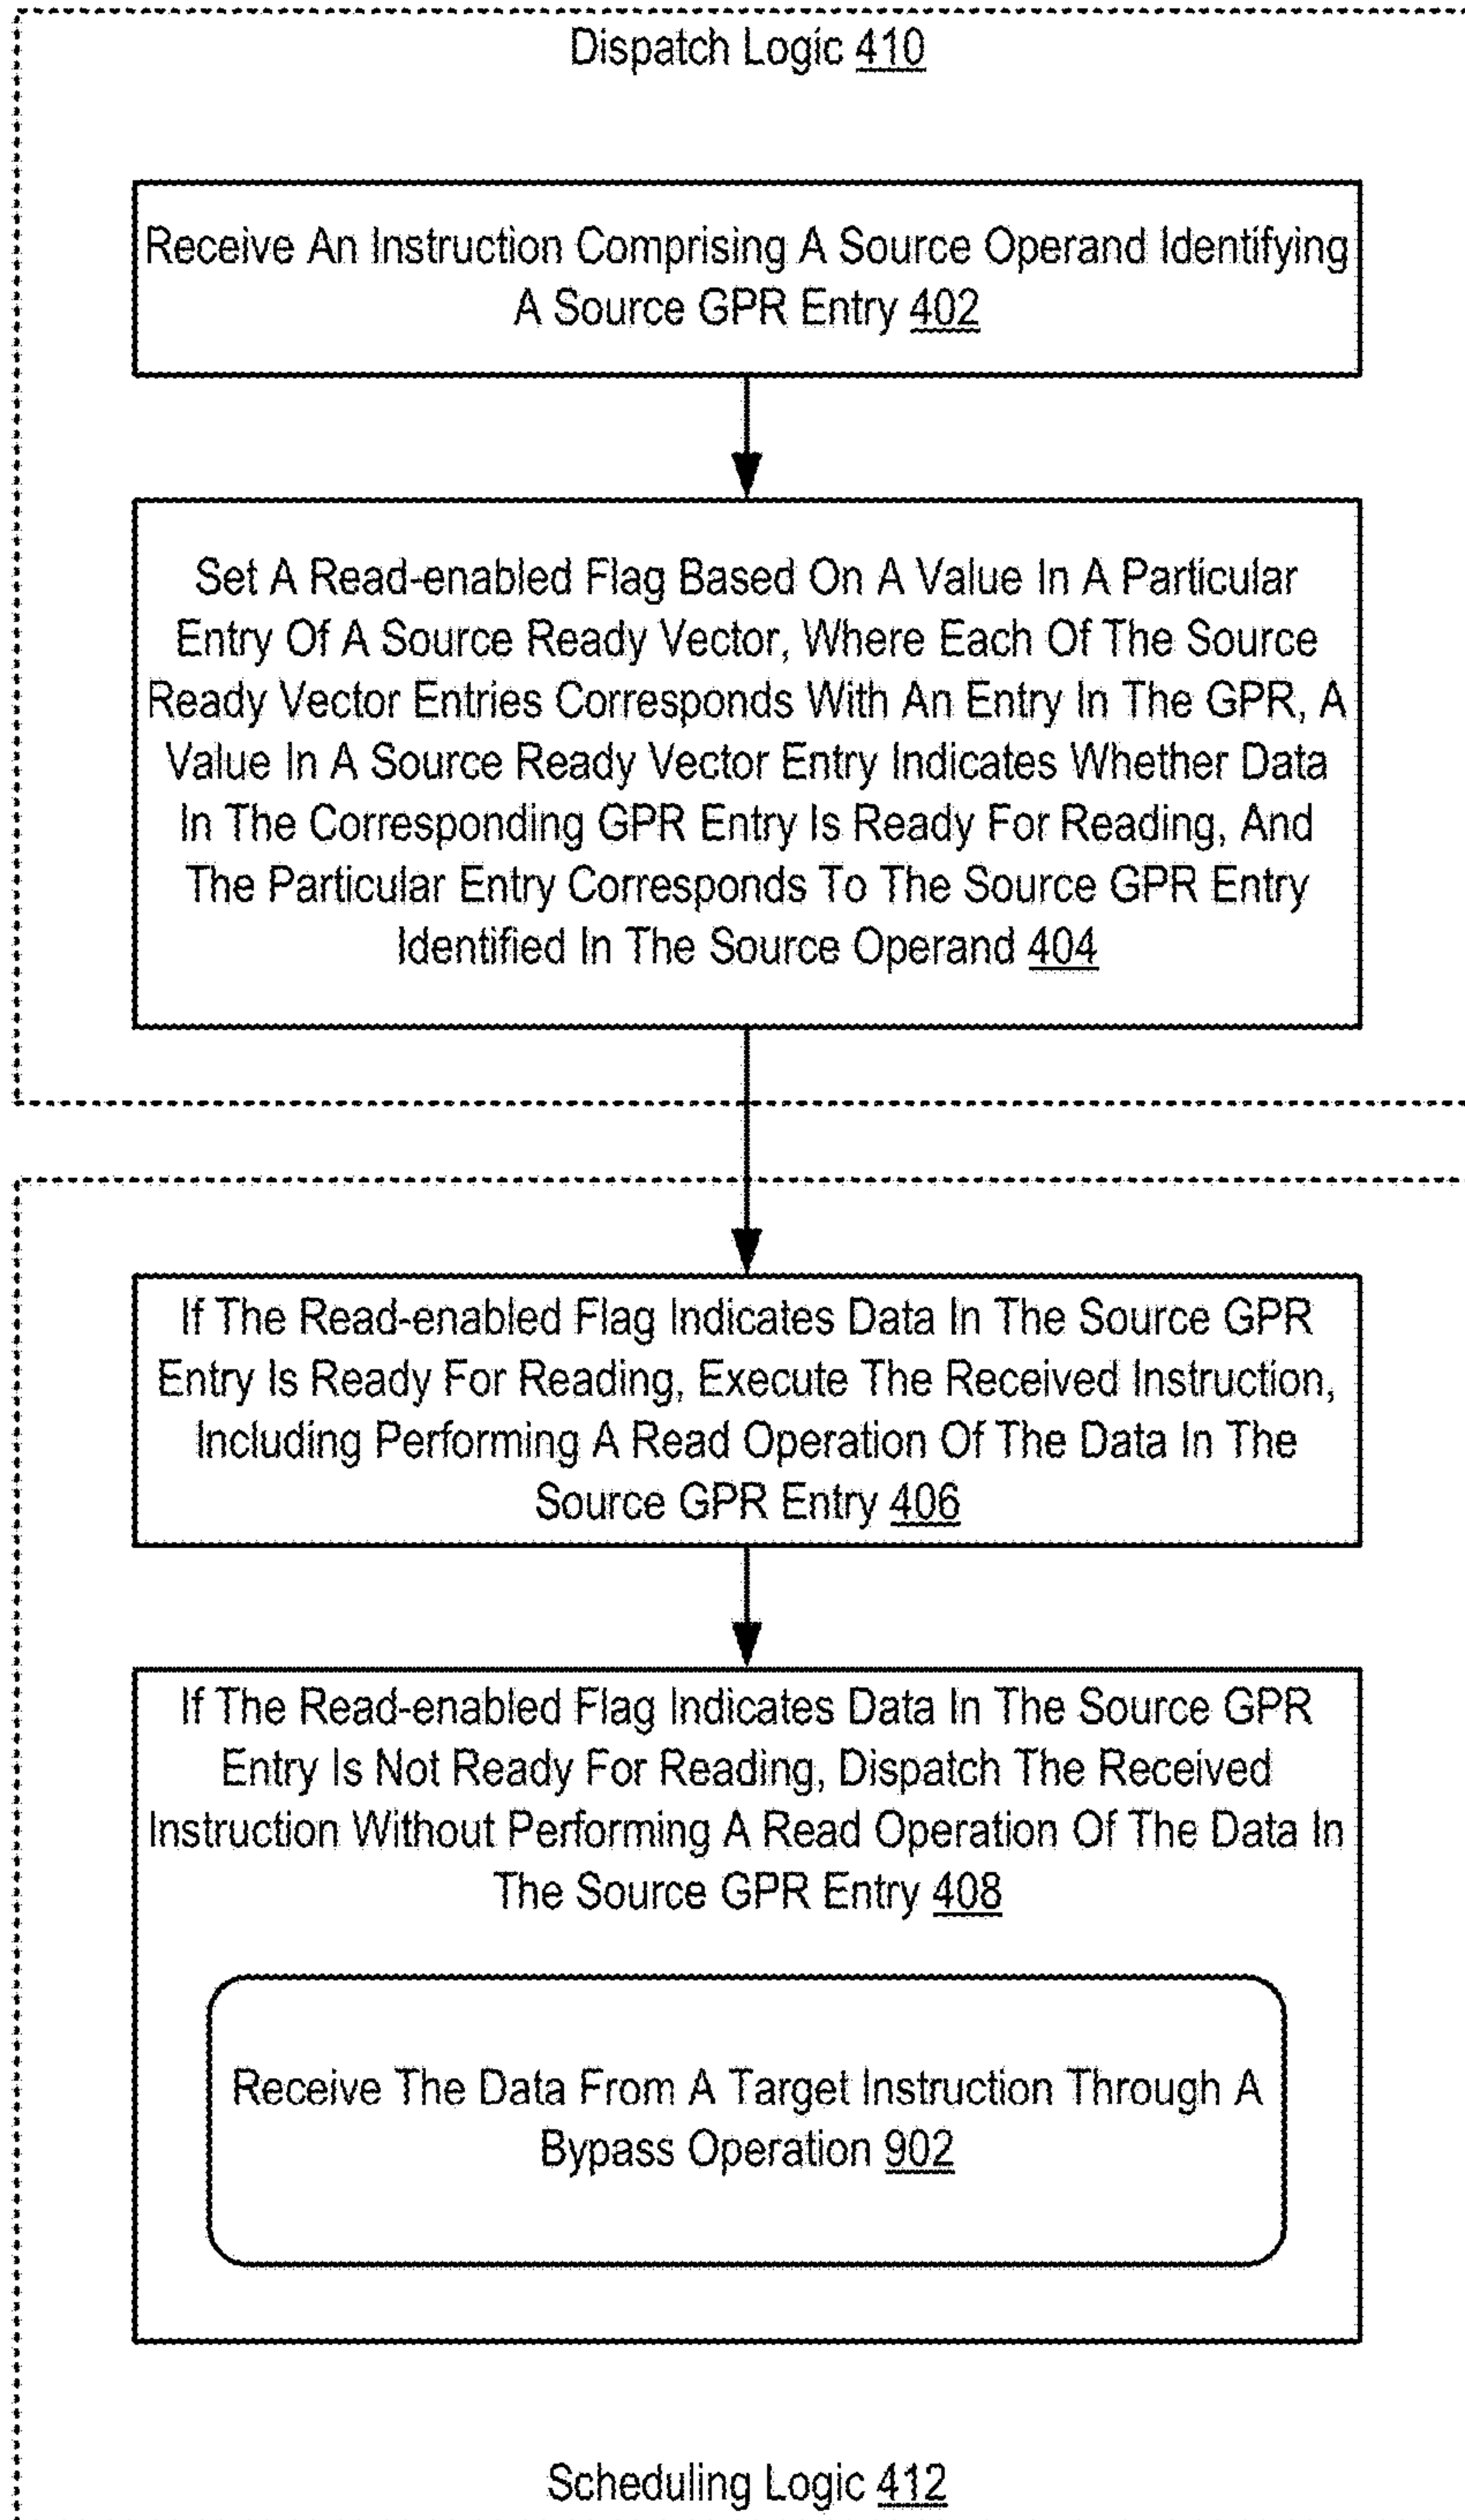 Dispatch Logic 410
Receive An Instruction Comprising A Source Operand Identifying
A Source GPR Entry 402
Set A Read-enabled Flag Based On A Value In A Particular
Entry Of A Source Ready Vector, Where Each Of The Source
Ready Vector Entries Corresponds With An Entry In The GPR, A
Value In A Source Ready Vector Entry Indicates Whether Data
In The Corresponding GPR Entry Is Ready For Reading, And
The Particular Entry Corresponds To The Source GPR Entry
Identified In The Source Operand 404
If The Read-enabled Flag Indicates Data In The Source GPR
Entry Is Ready For Reading, Execute The Received Instruction,
Including Performing A Read Operation Of The Data In The
Source GPR Entry 406
If The Read-enabled Flag Indicates Data In The Source GPR
Entry Is Not Ready For Reading, Dispatch The Received
Instruction Without Performing A Read Operation Of The Data In
The Source GPR Entry 408
Receive The Data From A Target Instruction Through A
Bypass Operation 902
Scheduling Logic 412